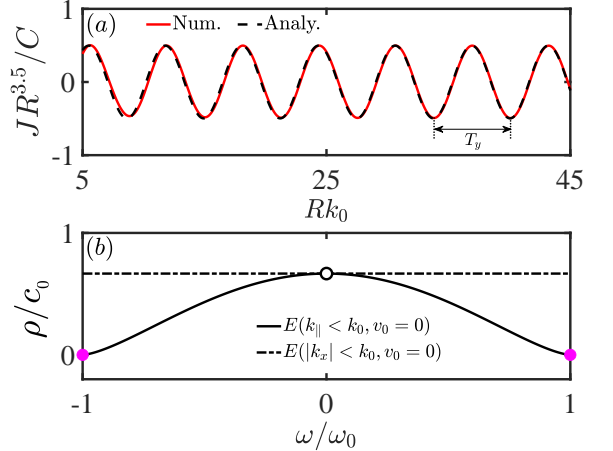 (a) Num. Analy.
1
0
-1
JR^{3.5}/C
T_y
5 25 45
Rk_0
(b)
1
0
ρ/c_0
E(k_∥ < k_0, v_0 = 0)
E(|k_x| < k_0, v_0 = 0)
-1 0 1
ω/ω_0